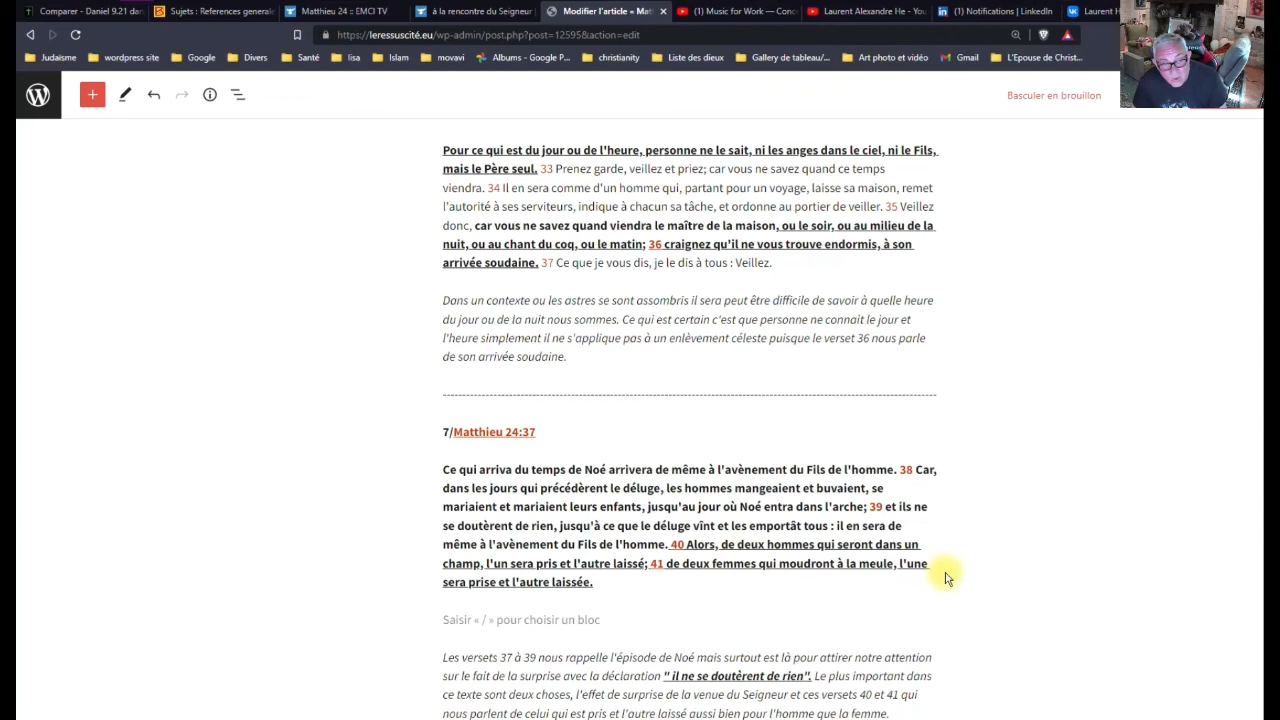 Comparer - Daniel 9.21 dan
Sujets : References generale
Matthieu 24 :: EMCI TV
à la rencontre du Seigneur
Modifier l'article « Mat
(1) Music for Work — Conc
Laurent Alexandre He - You
(1) Notifications | LinkedIn
Laurent H
https://leressuscité.eu/wp-admin/post.php?post=12595&action=edit
Judaïsme
wordpress site
Google
Divers
Santé
lisa
Islam
movavi
Albums - Google P...
christianity
Liste des dieux
Gallery de tableau/...
Art photo et vidéo
Gmail
L'Epouse de Christ...
Basculer en brouillon
Pour ce qui est du jour ou de l'heure, personne ne le sait, ni les anges dans le ciel, ni le Fils,
mais le Père seul. 33 Prenez garde, veillez et priez; car vous ne savez quand ce temps
viendra. 34 Il en sera comme d'un homme qui, partant pour un voyage, laisse sa maison, remet
l'autorité à ses serviteurs, indique à chacun sa tâche, et ordonne au portier de veiller. 35 Veillez
donc, car vous ne savez quand viendra le maître de la maison, ou le soir, ou au milieu de la
nuit, ou au chant du coq, ou le matin; 36 craignez qu'il ne vous trouve endormis, à son
arrivée soudaine. 37 Ce que je vous dis, je le dis à tous : Veillez.
Dans un contexte ou les astres se sont assombris il sera peut être difficile de savoir à quelle heure
du jour ou de la nuit nous sommes. Ce qui est certain c'est que personne ne connait le jour et
l'heure simplement il ne s'applique pas à un enlèvement céleste puisque le verset 36 nous parle
de son arrivée soudaine.
7/Matthieu 24:37
Ce qui arriva du temps de Noé arrivera de même à l'avènement du Fils de l'homme. 38 Car,
dans les jours qui précédèrent le déluge, les hommes mangeaient et buvaient, se
mariaient et mariaient leurs enfants, jusqu'au jour où Noé entra dans l'arche; 39 et ils ne
se doutèrent de rien, jusqu'à ce que le déluge vînt et les emportât tous : il en sera de
même à l'avènement du Fils de l'homme. 40 Alors, de deux hommes qui seront dans un
champ, l'un sera pris et l'autre laissé; 41 de deux femmes qui moudront à la meule, l'une
sera prise et l'autre laissée.
Saisir « / » pour choisir un bloc
Les versets 37 à 39 nous rappelle l'épisode de Noé mais surtout est là pour attirer notre attention
sur le fait de la surprise avec la déclaration " il ne se doutèrent de rien". Le plus important dans
ce texte sont deux choses, l'effet de surprise de la venue du Seigneur et ces versets 40 et 41 qui
nous parlent de celui qui est pris et l'autre laissé aussi bien pour l'homme que la femme.